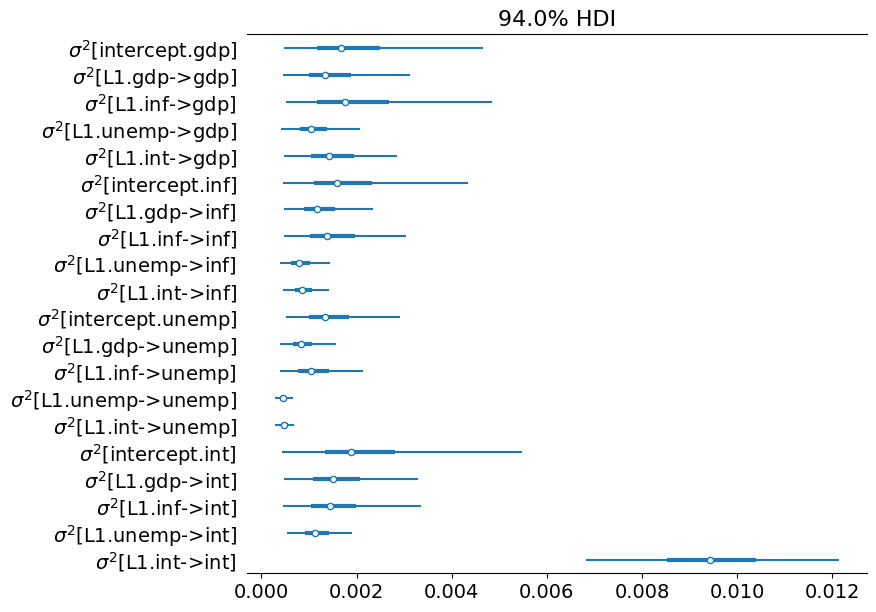 94.0% HDI
σ²[intercept.gdp]
σ²[L1.gdp->gdp]
σ²[L1.inf->gdp]
σ²[L1.unemp->gdp]
σ²[L1.int->gdp]
σ²[intercept.inf]
σ²[L1.gdp->inf]
σ²[L1.inf->inf]
σ²[L1.unemp->inf]
σ²[L1.int->inf]
σ²[intercept.unemp]
σ²[L1.gdp->unemp]
σ²[L1.inf->unemp]
σ²[L1.unemp->unemp]
σ²[L1.int->unemp]
σ²[intercept.int]
σ²[L1.gdp->int]
σ²[L1.inf->int]
σ²[L1.unemp->int]
σ²[L1.int->int]
0.000 0.002 0.004 0.006 0.008 0.010 0.012